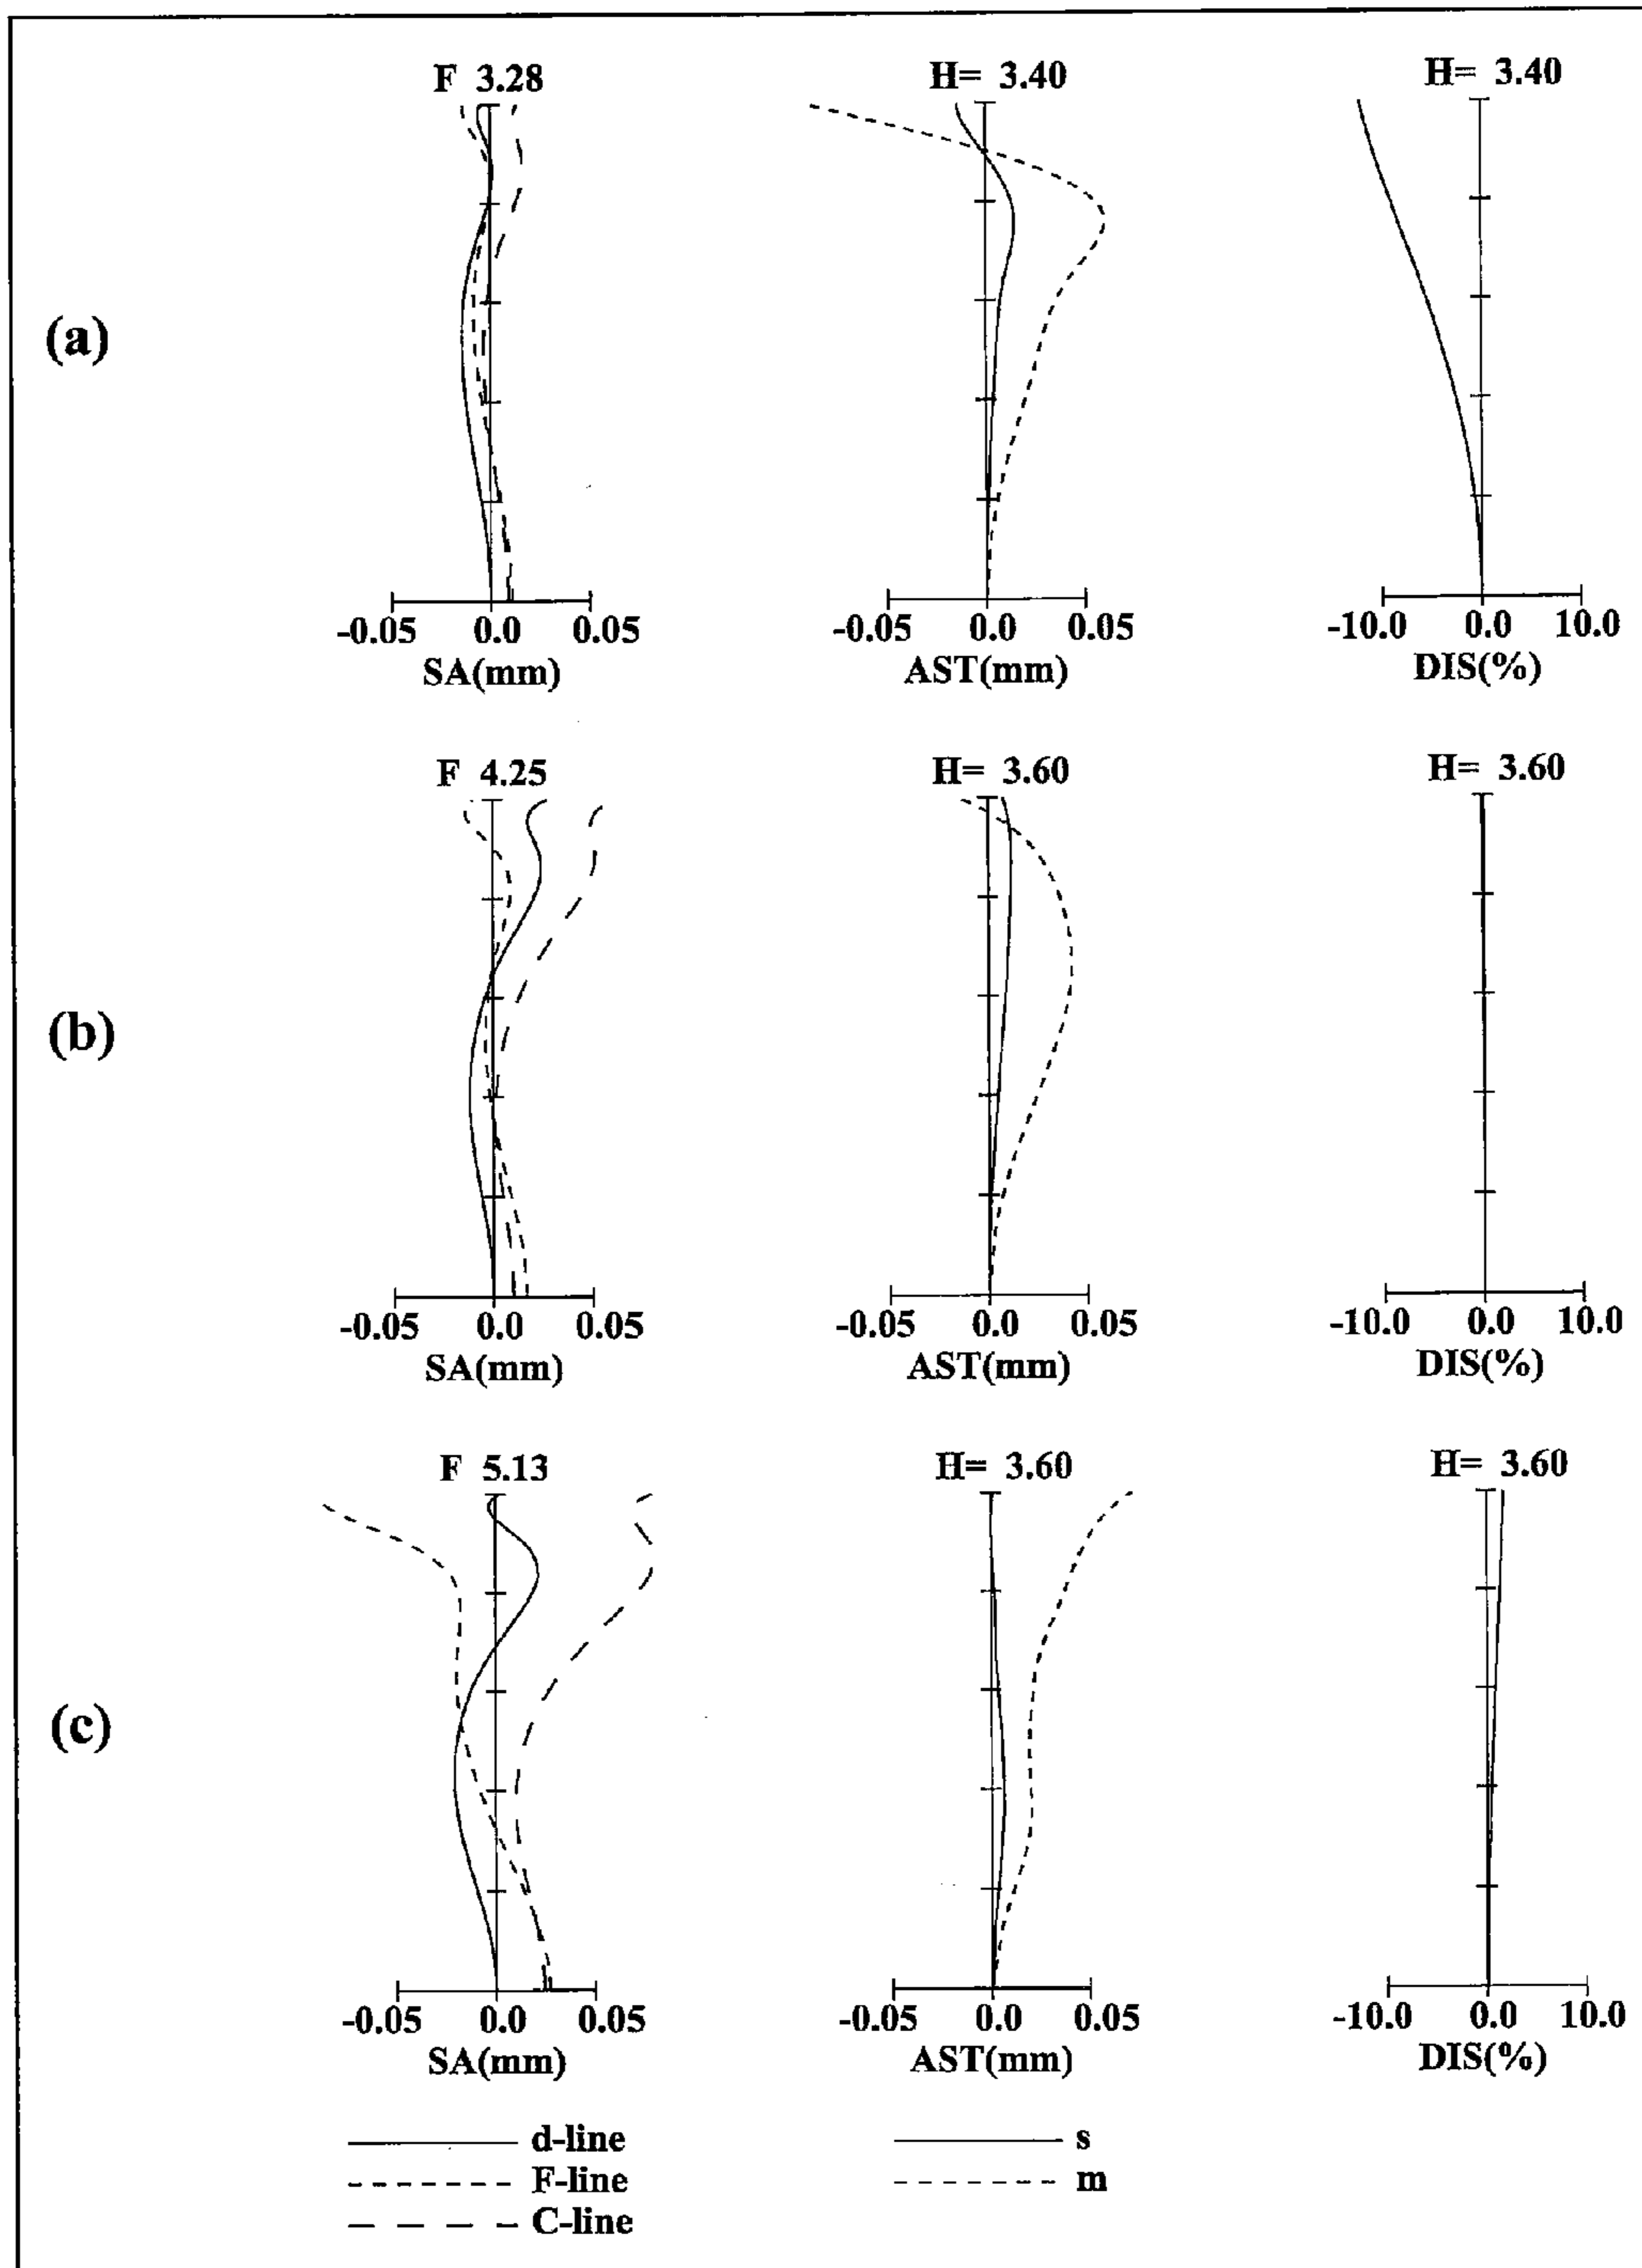 (a)
F 3.28
H= 3.40
H= 3.40
-0.05 0.0 0.05
SA(mm)
-0.05 0.0 0.05
AST(mm)
-10.0 0.0 10.0
DIS(%)
(b)
F 4.25
H= 3.60
H= 3.60
-0.05 0.0 0.05
SA(mm)
-0.05 0.0 0.05
AST(mm)
-10.0 0.0 10.0
DIS(%)
(c)
F 5.13
H= 3.60
H= 3.60
-0.05 0.0 0.05
SA(mm)
-0.05 0.0 0.05
AST(mm)
-10.0 0.0 10.0
DIS(%)
d-line
F-line
C-line
s
m